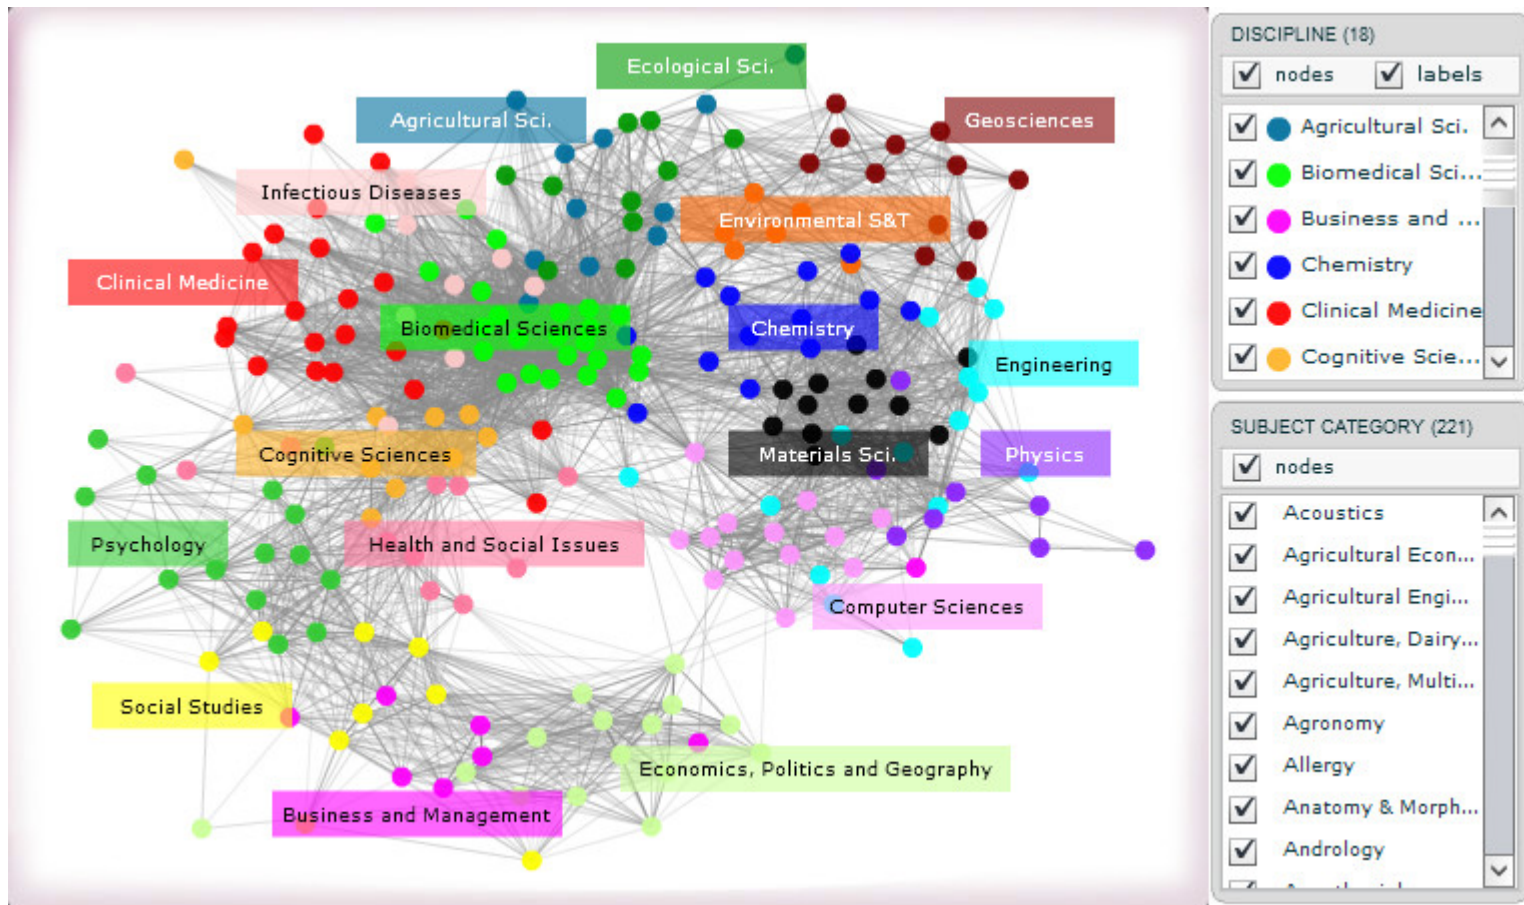 Ecological Sci.
Agricultural Sci.
Geosciences
Infectious Diseases
Environmental S&T
Clinical Medicine
Biomedical Sciences
Chemistry
Engineering
Cognitive Sciences
Materials Sci.
Physics
Psychology
Health and Social Issues
Computer Sciences
Social Studies
Economics, Politics and Geography
Business and Management
DISCIPLINE (18)
nodes labels
Agricultural Sci.
Biomedical Sci...
Business and ...
Chemistry
Clinical Medicine
Cognitive Scie...
SUBJECT CATEGORY (221)
nodes
Acoustics
Agricultural Econ...
Agricultural Engi...
Agriculture, Dairy...
Agriculture, Multi...
Agronomy
Allergy
Anatomy & Morph...
Andrology